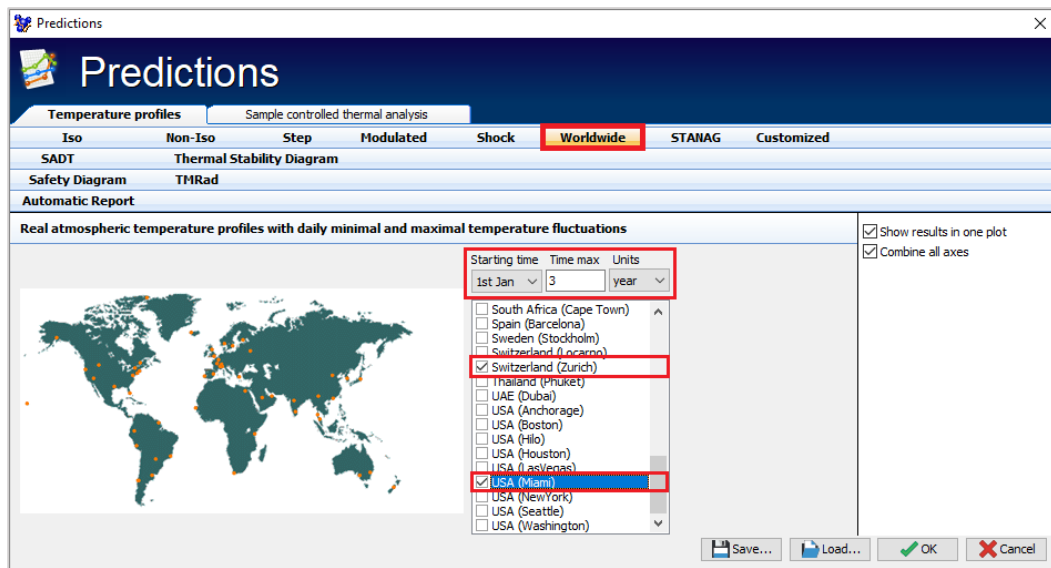 Predictions
Predictions
Temperature profiles Sample controlled thermal analysis
Iso Non-Iso Step Modulated Shock Worldwide STANAG Customized
SADT Thermal Stability Diagram
Safety Diagram TMRad
Automatic Report
Real atmospheric temperature profiles with daily minimal and maximal temperature fluctuations
Show results in one plot
Combine all axes
Starting time Time max Units
1st Jan 3 year
South Africa (Cape Town)
Spain (Barcelona)
Sweden (Stockholm)
Switzerland (Locarno)
Switzerland (Zurich)
Thailand (Phuket)
UAE (Dubai)
USA (Anchorage)
USA (Boston)
USA (Hilo)
USA (Houston)
USA (LasVegas)
USA (Miami)
USA (NewYork)
USA (Seattle)
USA (Washington)
Save... Load... OK Cancel